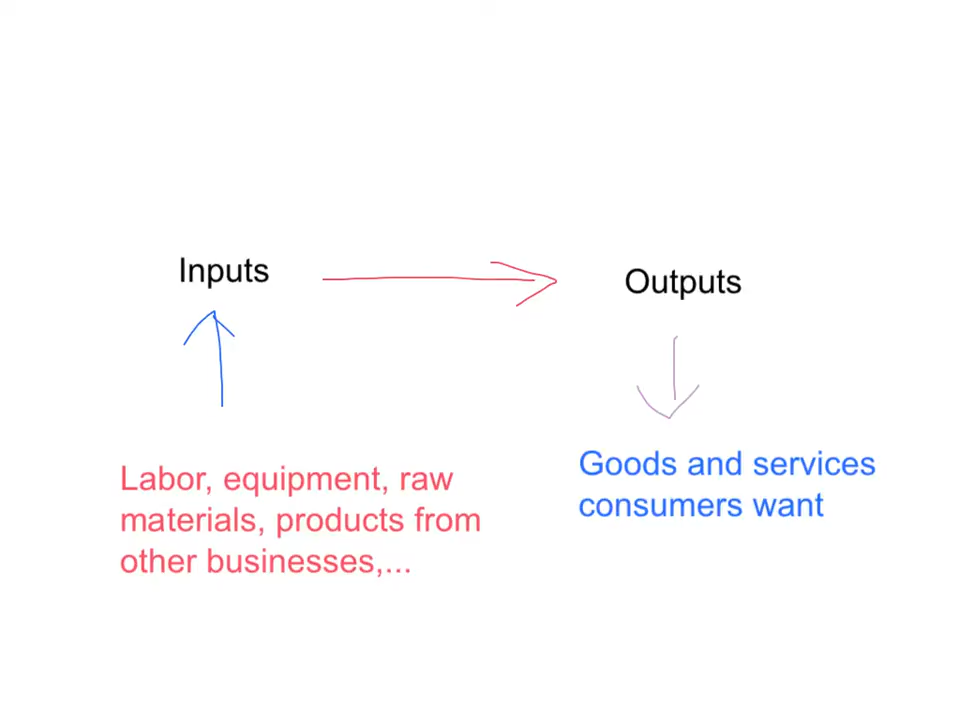 Inputs
Outputs
Labor, equipment, raw
materials, products from
other businesses,...
Goods and services
consumers want